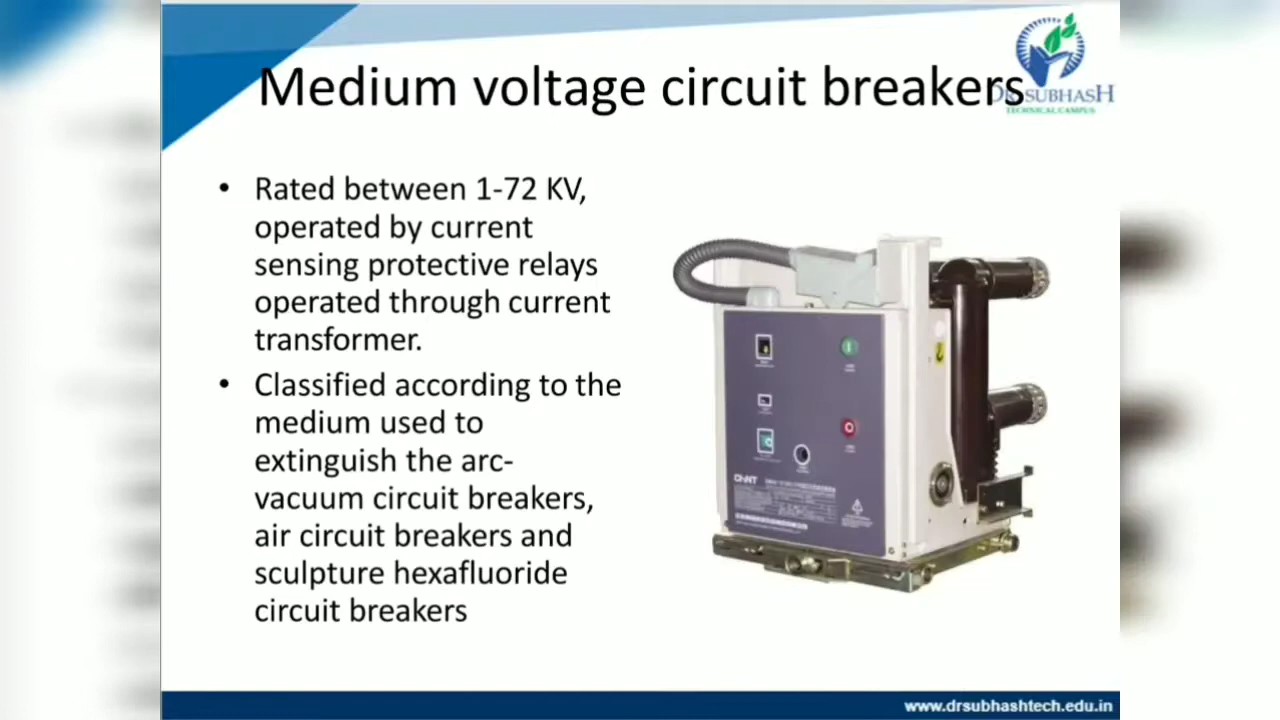 Medium voltage circuit breakers
SUBHASH
TECHNICAL CAMPUS
• Rated between 1-72 KV,
operated by current
sensing protective relays
operated through current
transformer.
• Classified according to the
medium used to
extinguish the arc-
vacuum circuit breakers,
air circuit breakers and
sculpture hexafluoride
circuit breakers
CHNT
www.drsubhashtech.edu.in